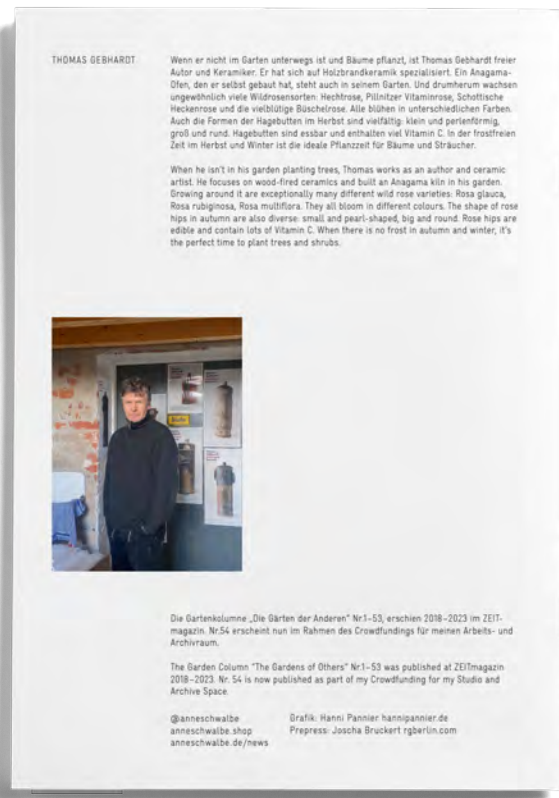 THOMAS GEBHARDT
Wenn er nicht im Garten unterwegs ist und Bäume pflanzt, ist Thomas Gebhardt freier
Autor und Keramiker. Er hat sich auf Holzbrandkeramik spezialisiert. Ein Anagama-
Ofen, den er selbst gebaut hat, steht auch in seinem Garten. Und drumherum wachsen
ungewöhnlich viele Wildrosensorten: Hechtrose, Pillnitzer Vitaminrose, Schottische
Heckenrose und die vielblütige Büschelrose. Alle blühen in unterschiedlichen Farben.
Auch die Formen der Hagebutten im Herbst sind vielfältig: klein und perlenförmig,
groß und rund. Hagebutten sind essbar und enthalten viel Vitamin C. In der frostfreien
Zeit im Herbst und Winter ist die ideale Pflanzzeit für Bäume und Sträucher.
When he isn't in his garden planting trees, Thomas works as an author and ceramic
artist. He focuses on wood-fired ceramics and built an Anagama kiln in his garden.
Growing around it are exceptionally many different wild rose varieties: Rosa glauca,
Rosa rubiginosa, Rosa multiflora. They all bloom in different colours. The shape of rose
hips in autumn are also diverse: small and pearl-shaped, big and round. Rose hips are
edible and contain lots of Vitamin C. When there is no frost in autumn and winter, it's
the perfect time to plant trees and shrubs.
Die Gartenkolumne „Die Gärten der Anderen" Nr.1–53, erschien 2018–2023 im ZEIT-
magazin. Nr.54 erscheint nun im Rahmen des Crowdfundings für meinen Arbeits- und
Archivraum.
The Garden Column "The Gardens of Others" Nr.1–53 was published at ZEITmagazin
2018–2023. Nr. 54 is now published as part of my Crowdfunding for my Studio and
Archive Space.
@anneschwalbe
anneschwalbe.shop
anneschwalbe.de/news
Grafik: Hanni Pannier hannipannier.de
Prepress: Joscha Bruckert rgberlin.com